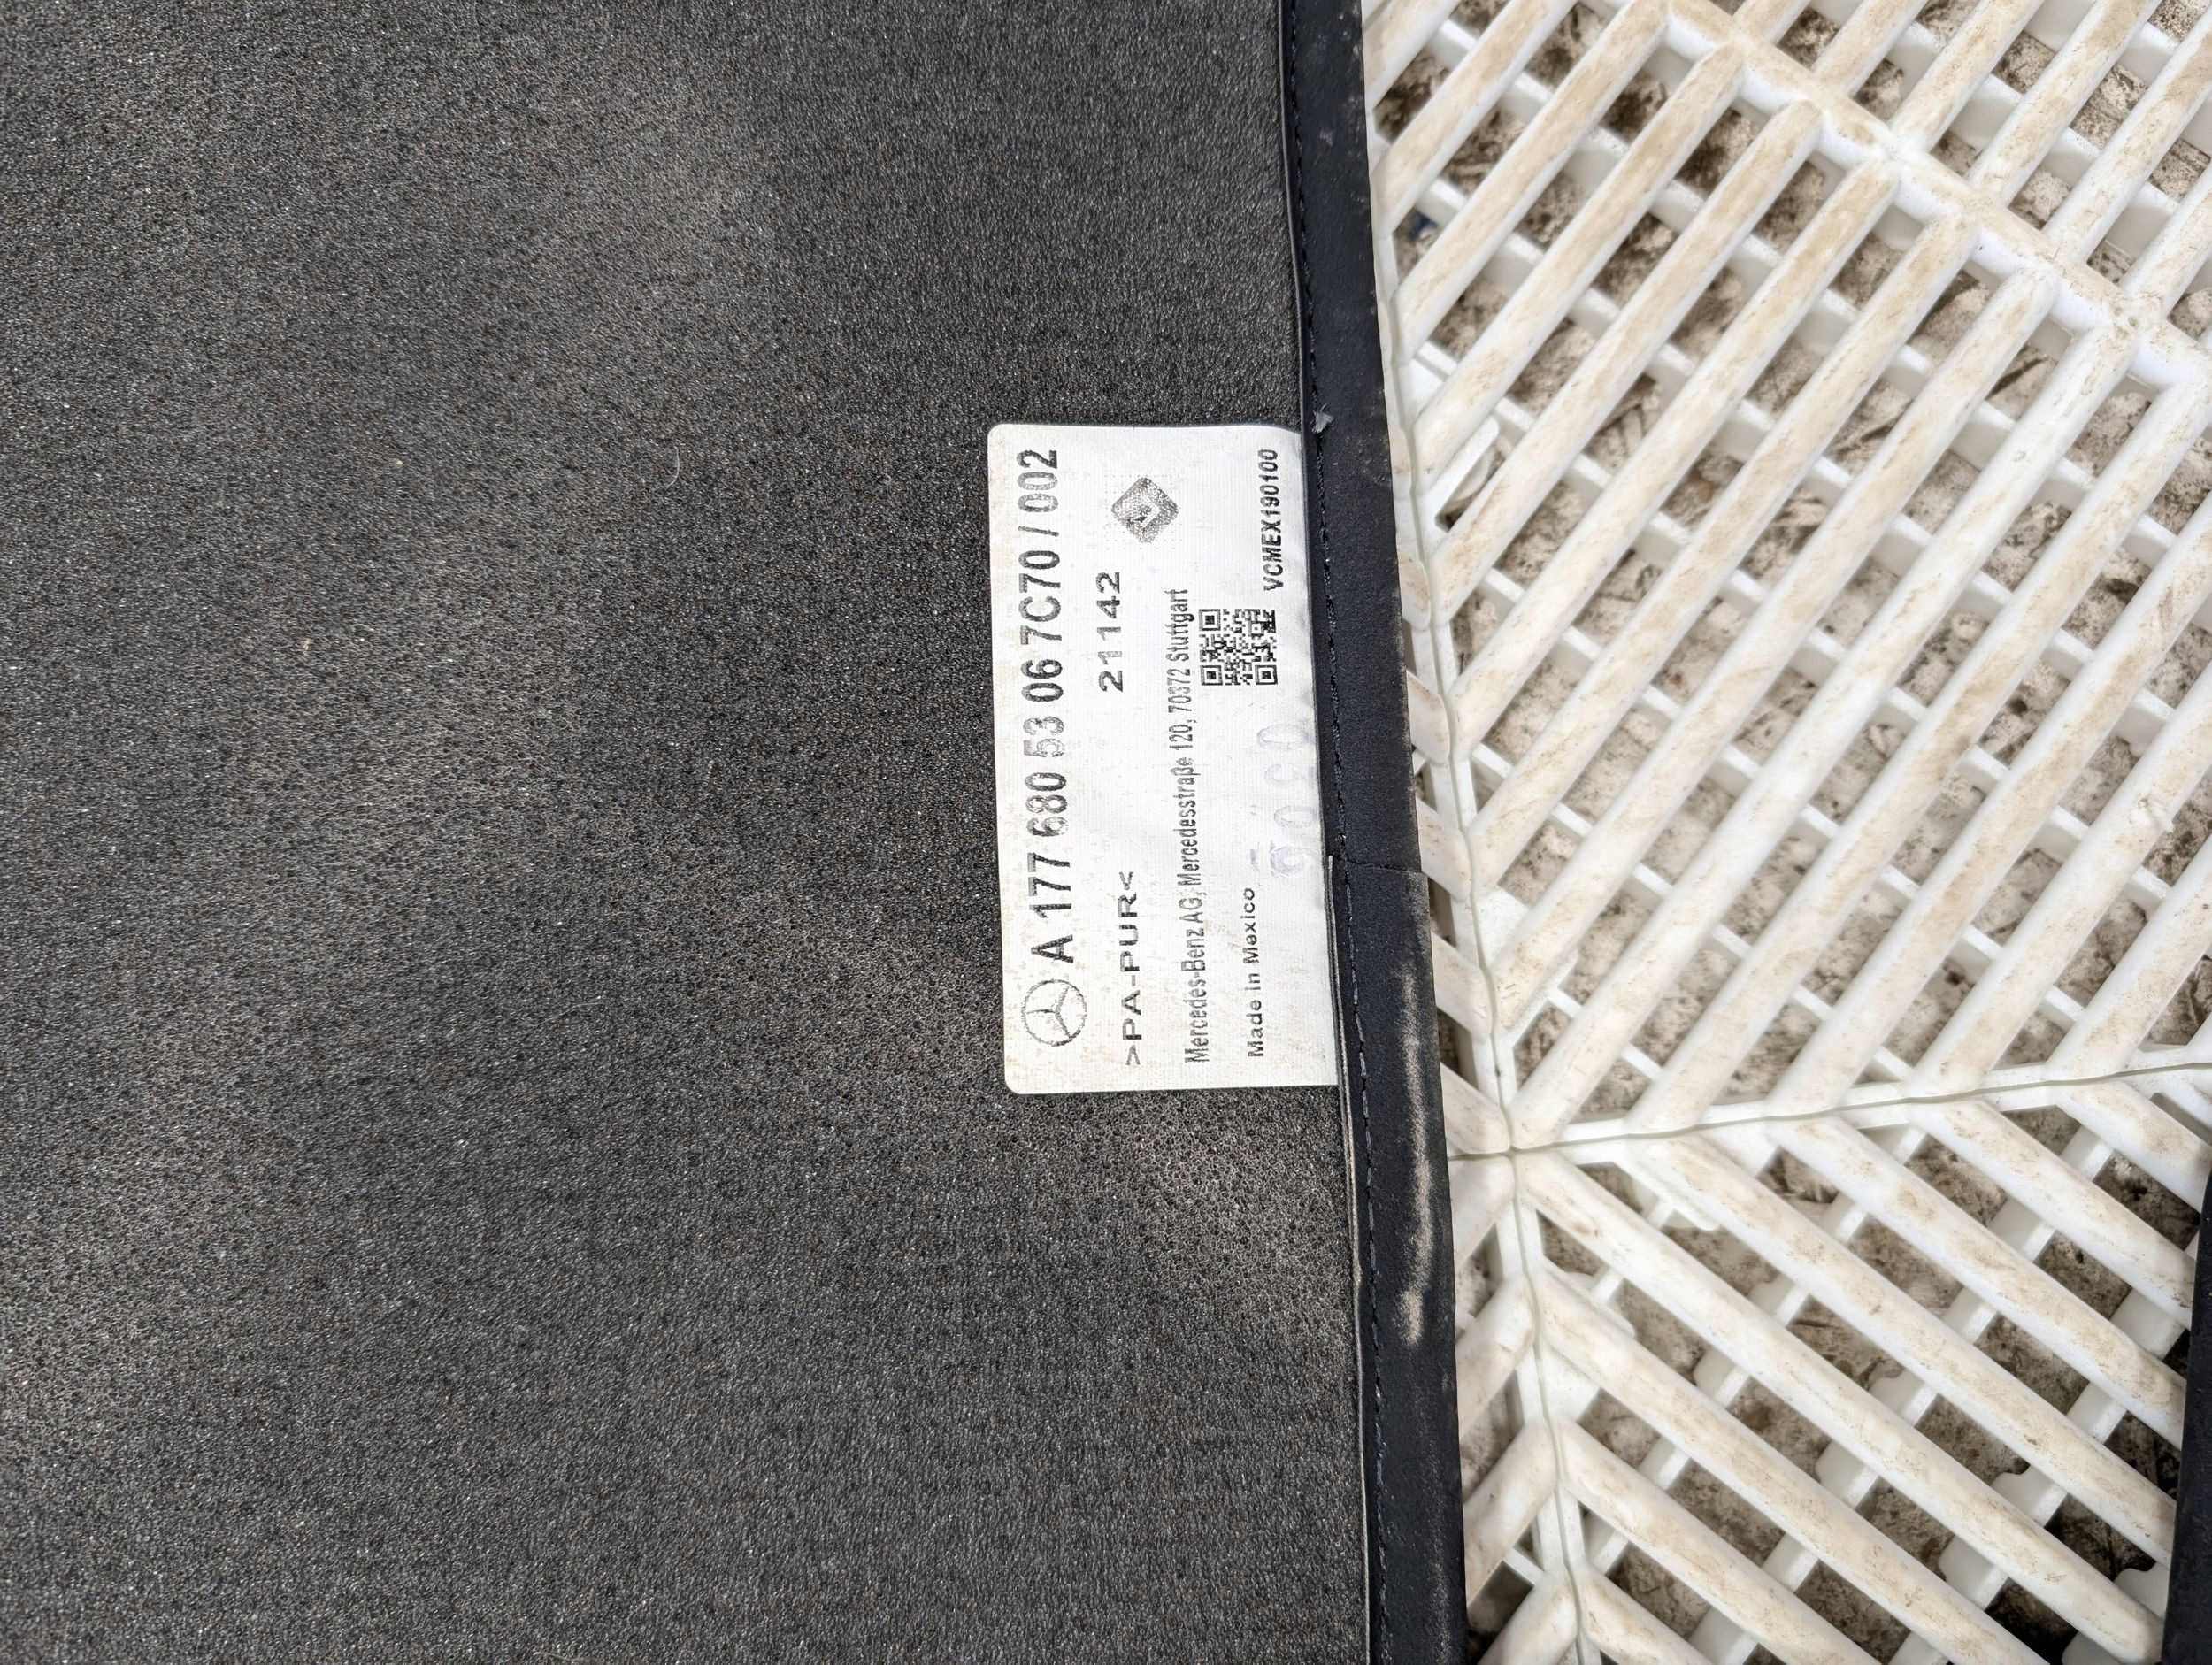 A 177 680 53 06 7C70 / 002
>PA-PUR<
21142
Mercedes-Benz AG, Mercedesstraße 120, 70372 Stuttgart
Made in Mexico
VCMEX190100